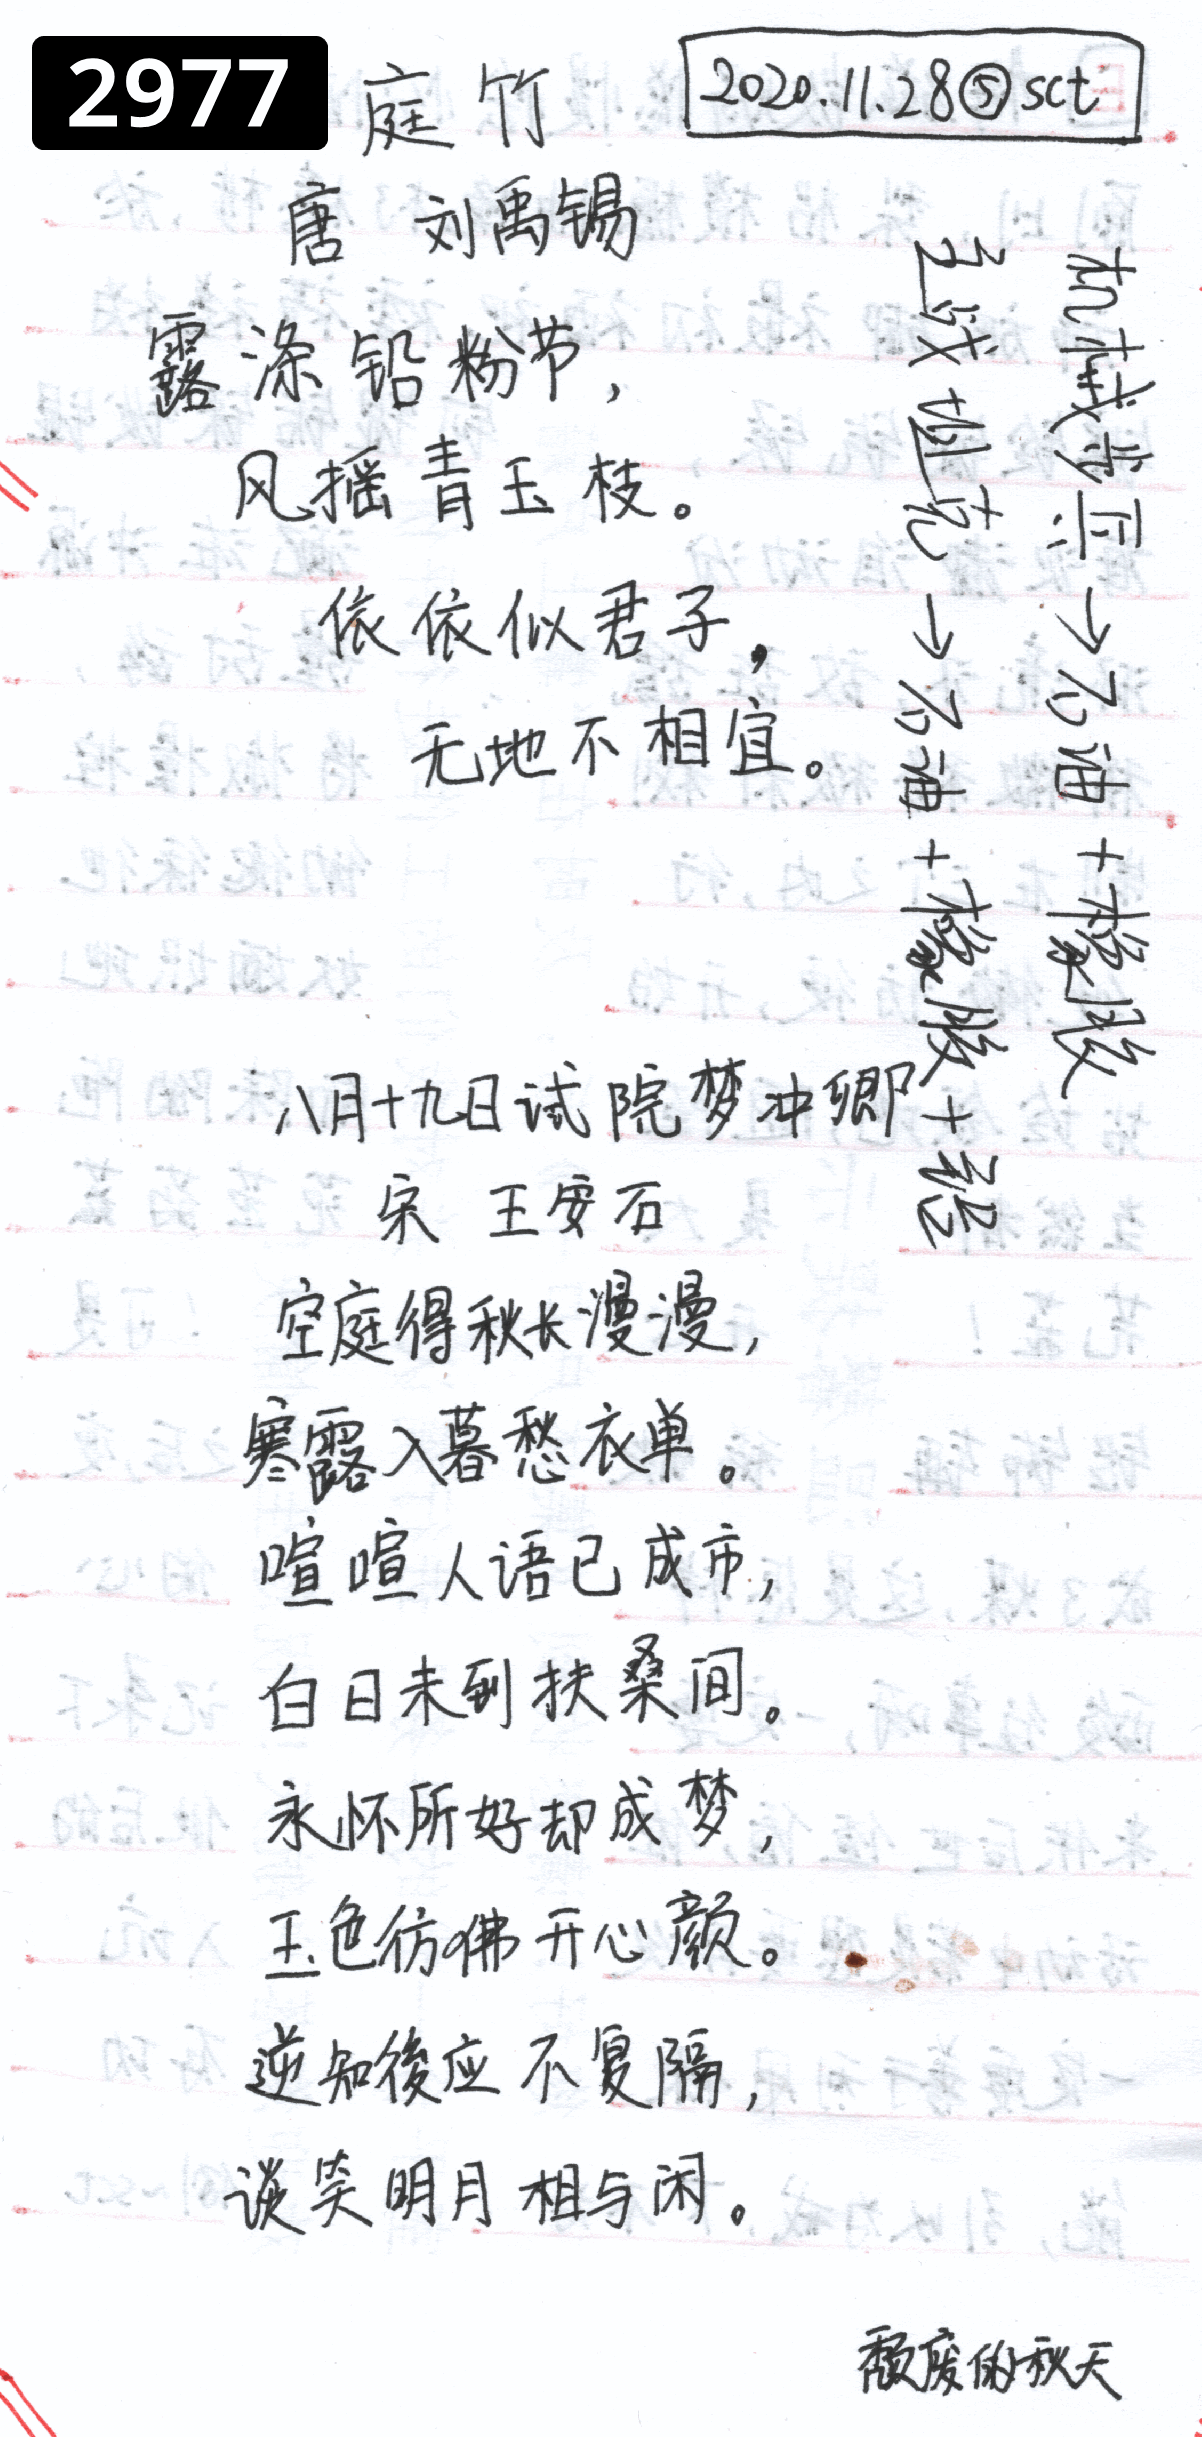 2977
庭竹
2020.11.28⑤sct
唐 刘禹锡
露涤铅粉节，
风摇青玉枝。
依依似君子，
无地不相宜。
机械步兵→石油+橡胶
主战坦克→石油+橡胶+铝
八月十九日试院梦冲卿
宋 王安石
空庭得秋长漫漫，
寒露入暮愁衣单。
喧喧人语已成市，
白日未到扶桑间。
永怀所好却成梦，
玉色彷彿开心颜。
逆知後应不复隔，
谈笑明月相与闲。
颓废的秋天